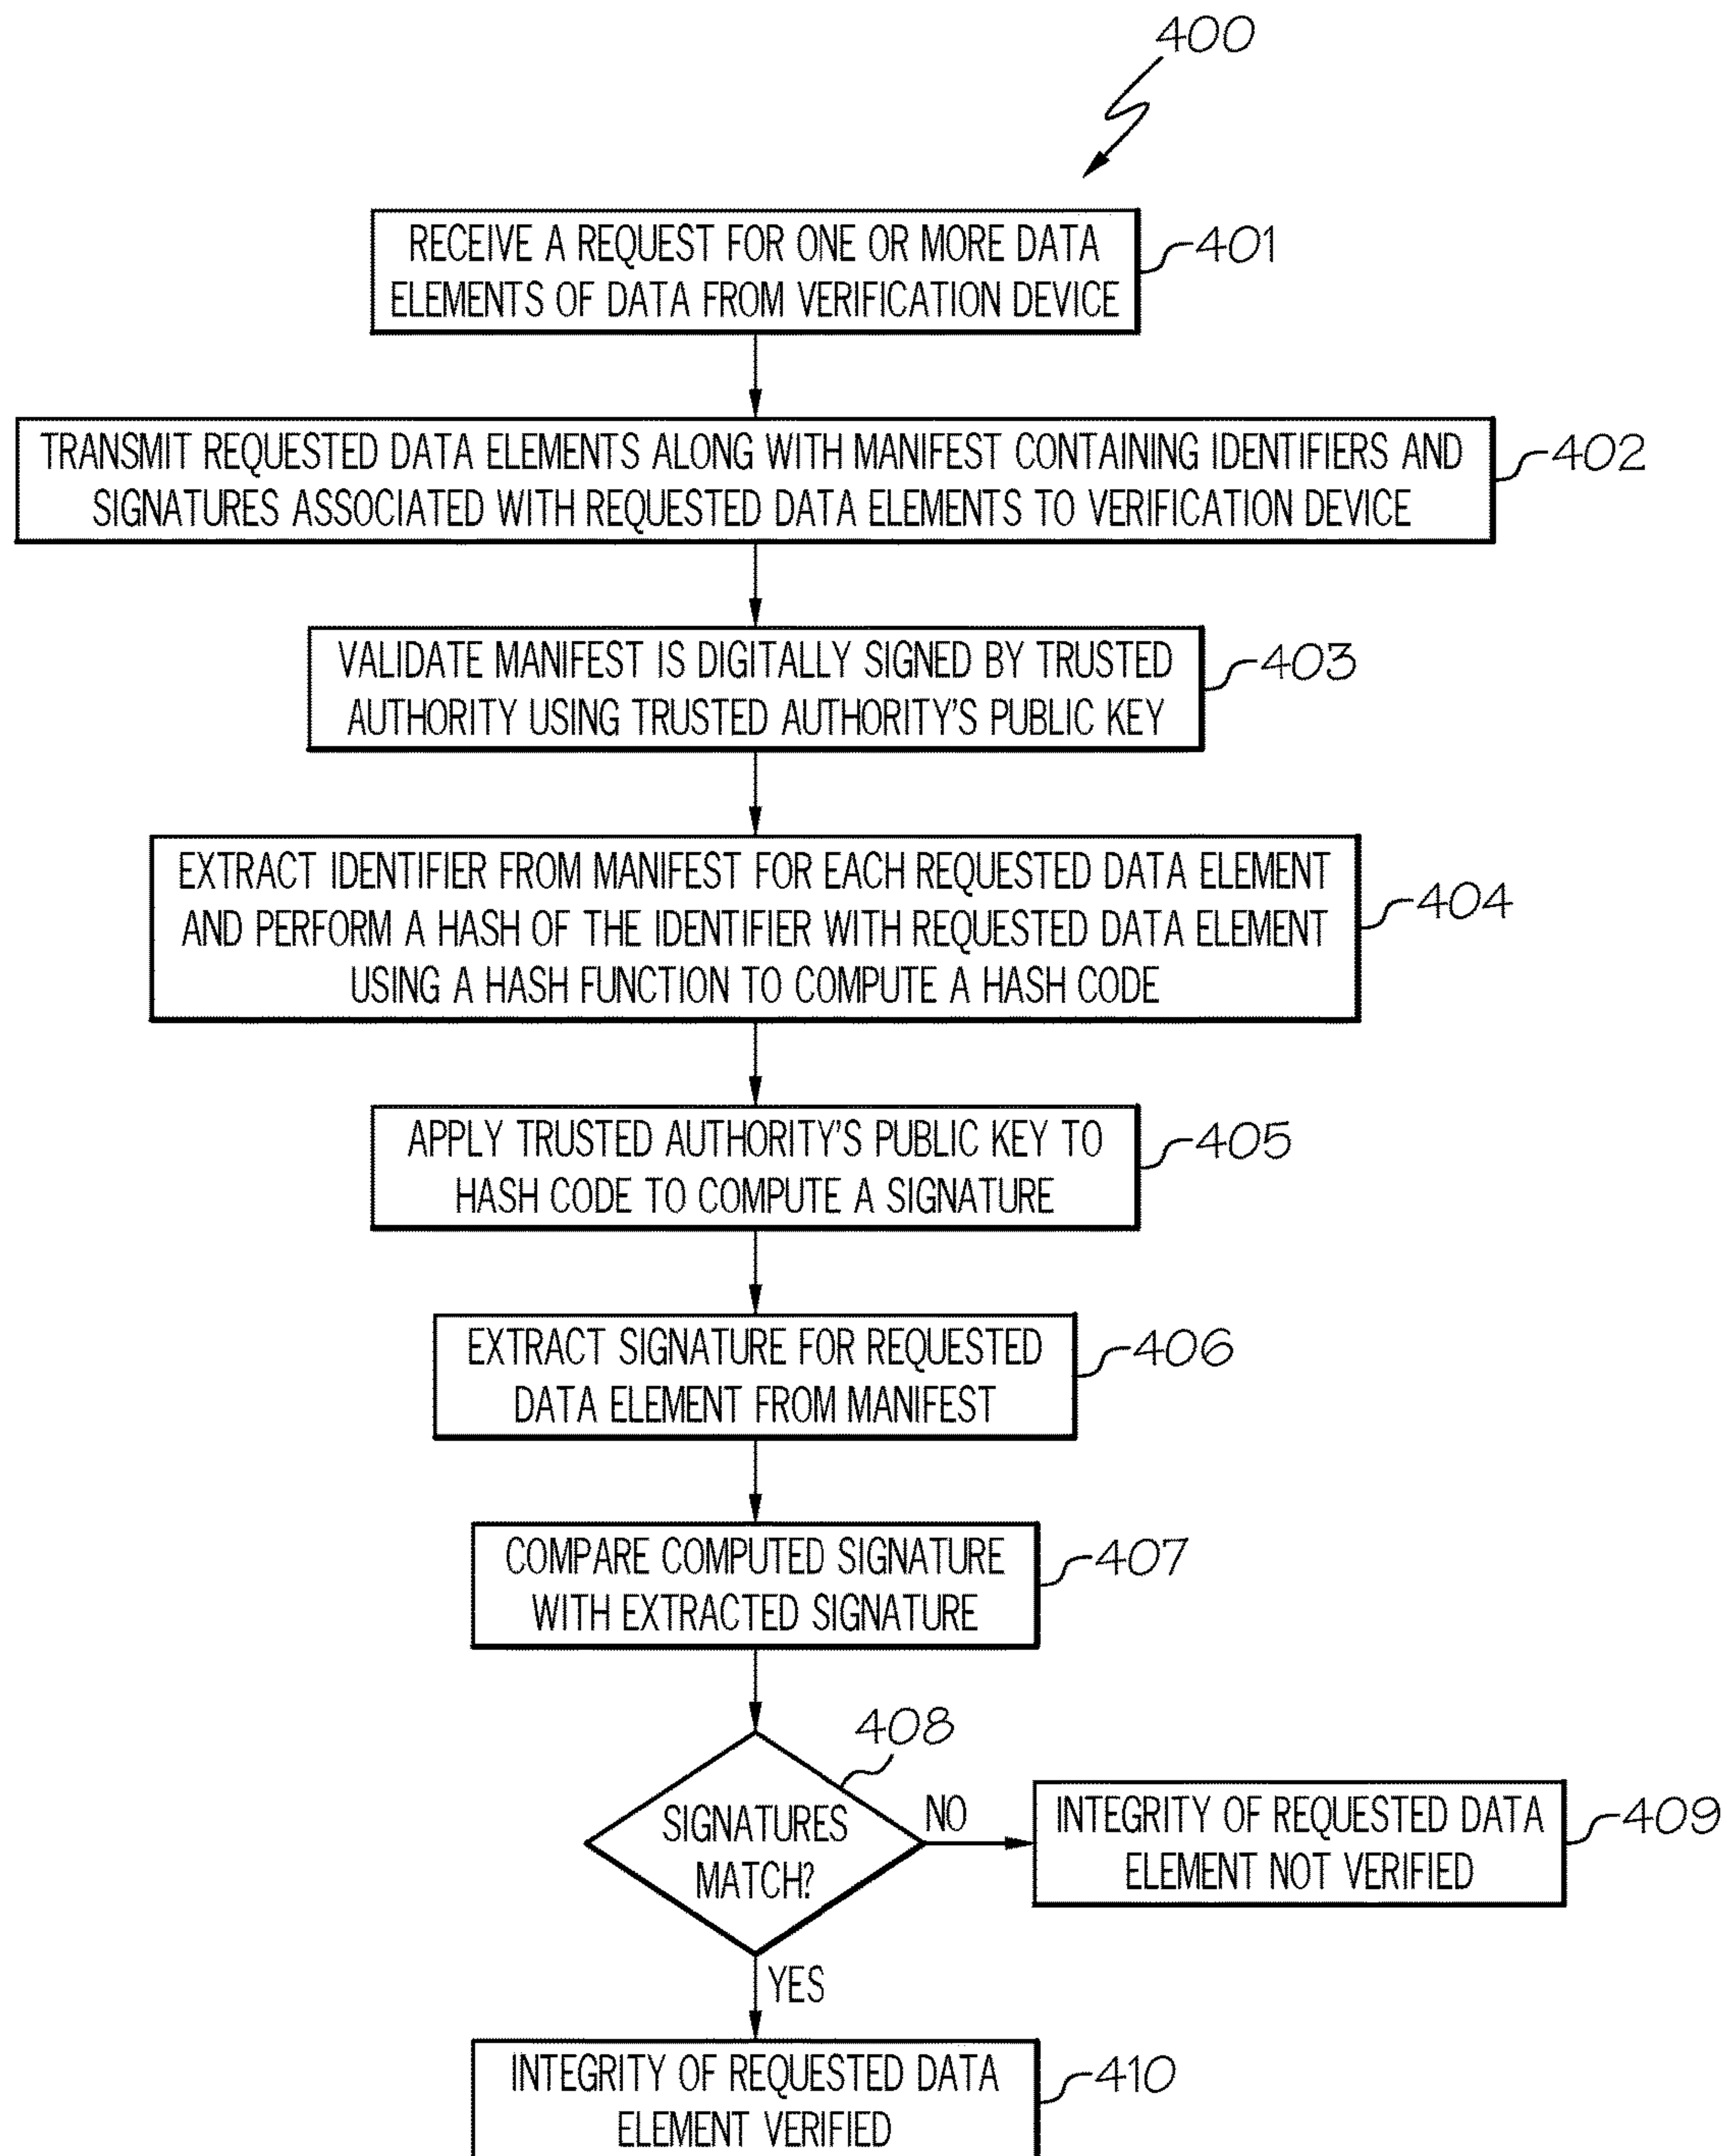 400
RECEIVE A REQUEST FOR ONE OR MORE DATA
ELEMENTS OF DATA FROM VERIFICATION DEVICE
401
TRANSMIT REQUESTED DATA ELEMENTS ALONG WITH MANIFEST CONTAINING IDENTIFIERS AND
SIGNATURES ASSOCIATED WITH REQUESTED DATA ELEMENTS TO VERIFICATION DEVICE
402
VALIDATE MANIFEST IS DIGITALLY SIGNED BY TRUSTED
AUTHORITY USING TRUSTED AUTHORITY'S PUBLIC KEY
403
EXTRACT IDENTIFIER FROM MANIFEST FOR EACH REQUESTED DATA ELEMENT
AND PERFORM A HASH OF THE IDENTIFIER WITH REQUESTED DATA ELEMENT
USING A HASH FUNCTION TO COMPUTE A HASH CODE
404
APPLY TRUSTED AUTHORITY'S PUBLIC KEY TO
HASH CODE TO COMPUTE A SIGNATURE
405
EXTRACT SIGNATURE FOR REQUESTED
DATA ELEMENT FROM MANIFEST
406
COMPARE COMPUTED SIGNATURE
WITH EXTRACTED SIGNATURE
407
408
SIGNATURES
MATCH?
NO
INTEGRITY OF REQUESTED DATA
ELEMENT NOT VERIFIED
409
YES
INTEGRITY OF REQUESTED DATA
ELEMENT VERIFIED
410